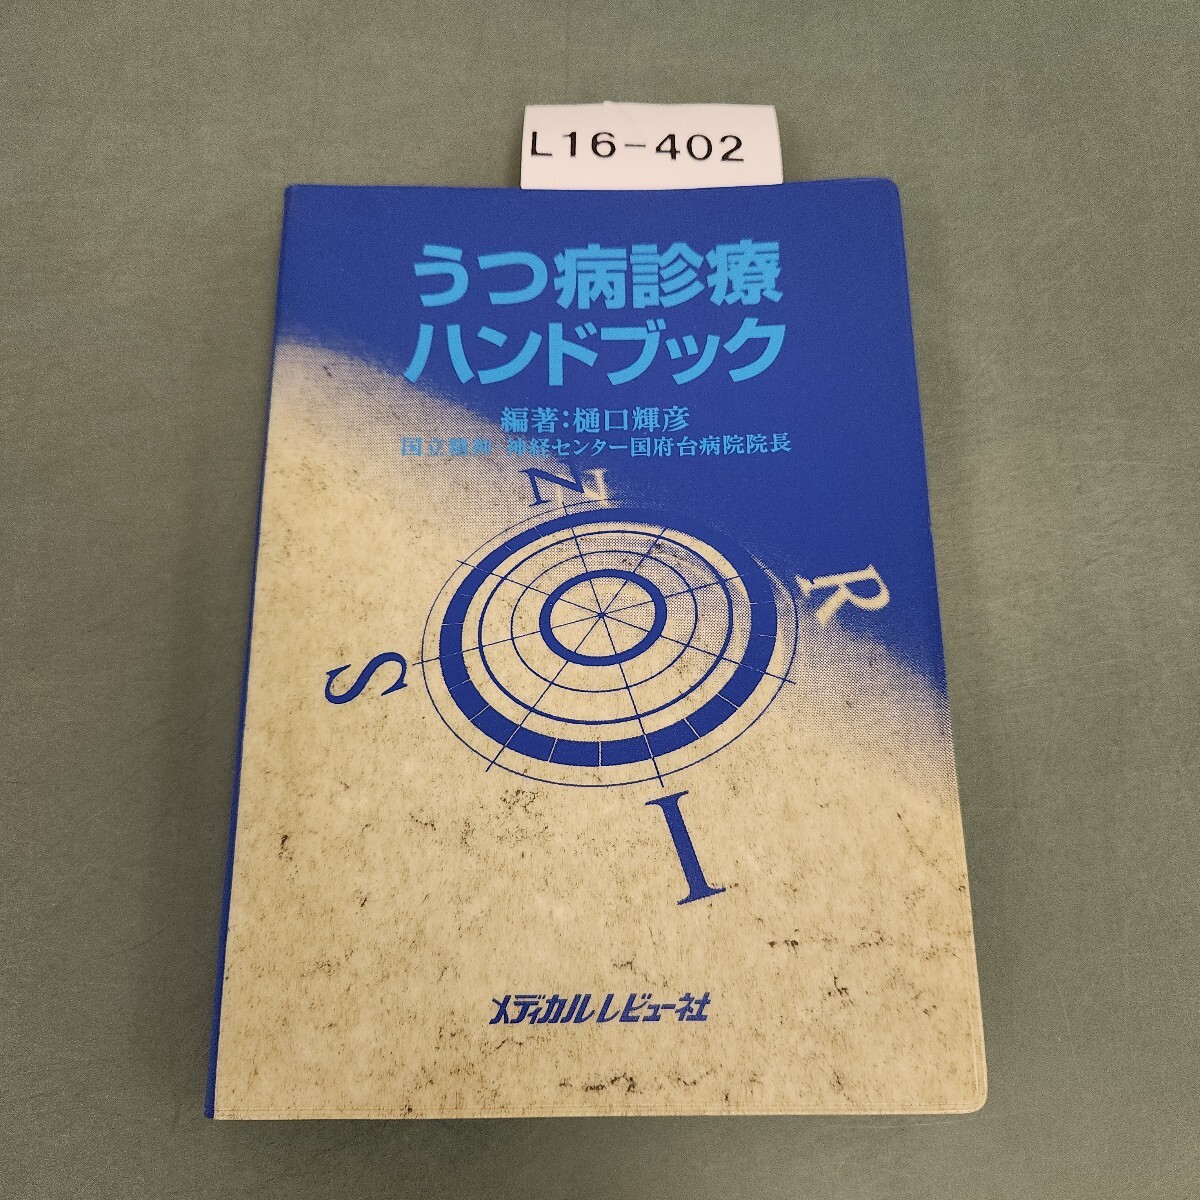 L16-402
うつ病診療
ハンドブック
編著:樋口輝彦
国立精神 神経センター国府台病院院長
N
R
S
I
メディカルレビュー社